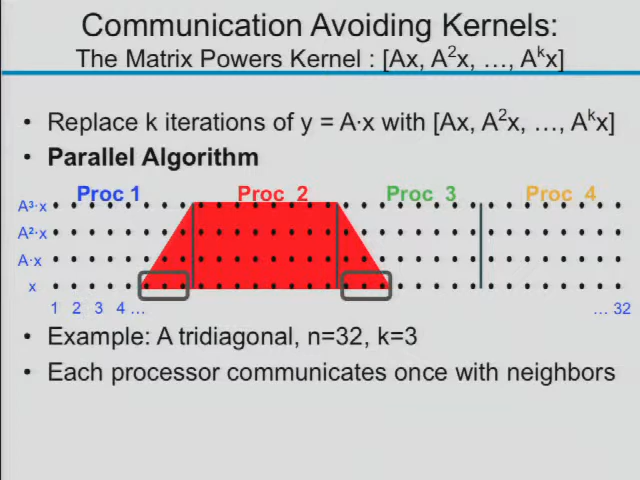 Communication Avoiding Kernels:
The Matrix Powers Kernel : [Ax, A²x, …, Aᵏx]
• Replace k iterations of y = A·x with [Ax, A²x, …, Aᵏx]
• Parallel Algorithm
Proc 1 Proc 2 Proc 3 Proc 4
A³·x
A²·x
A·x
x
1 2 3 4 … … 32
• Example: A tridiagonal, n=32, k=3
• Each processor communicates once with neighbors